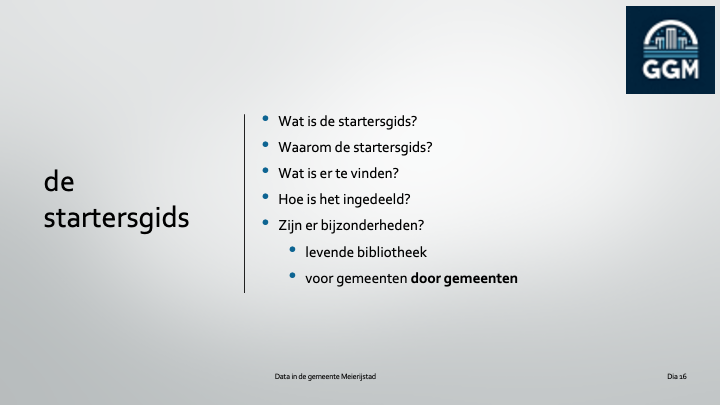 GGM
de
startersgids
Wat is de startersgids?
Waarom de startersgids?
Wat is er te vinden?
Hoe is het ingedeeld?
Zijn er bijzonderheden?
levende bibliotheek
voor gemeenten door gemeenten
Data in de gemeente Meierijstad
Dia 16